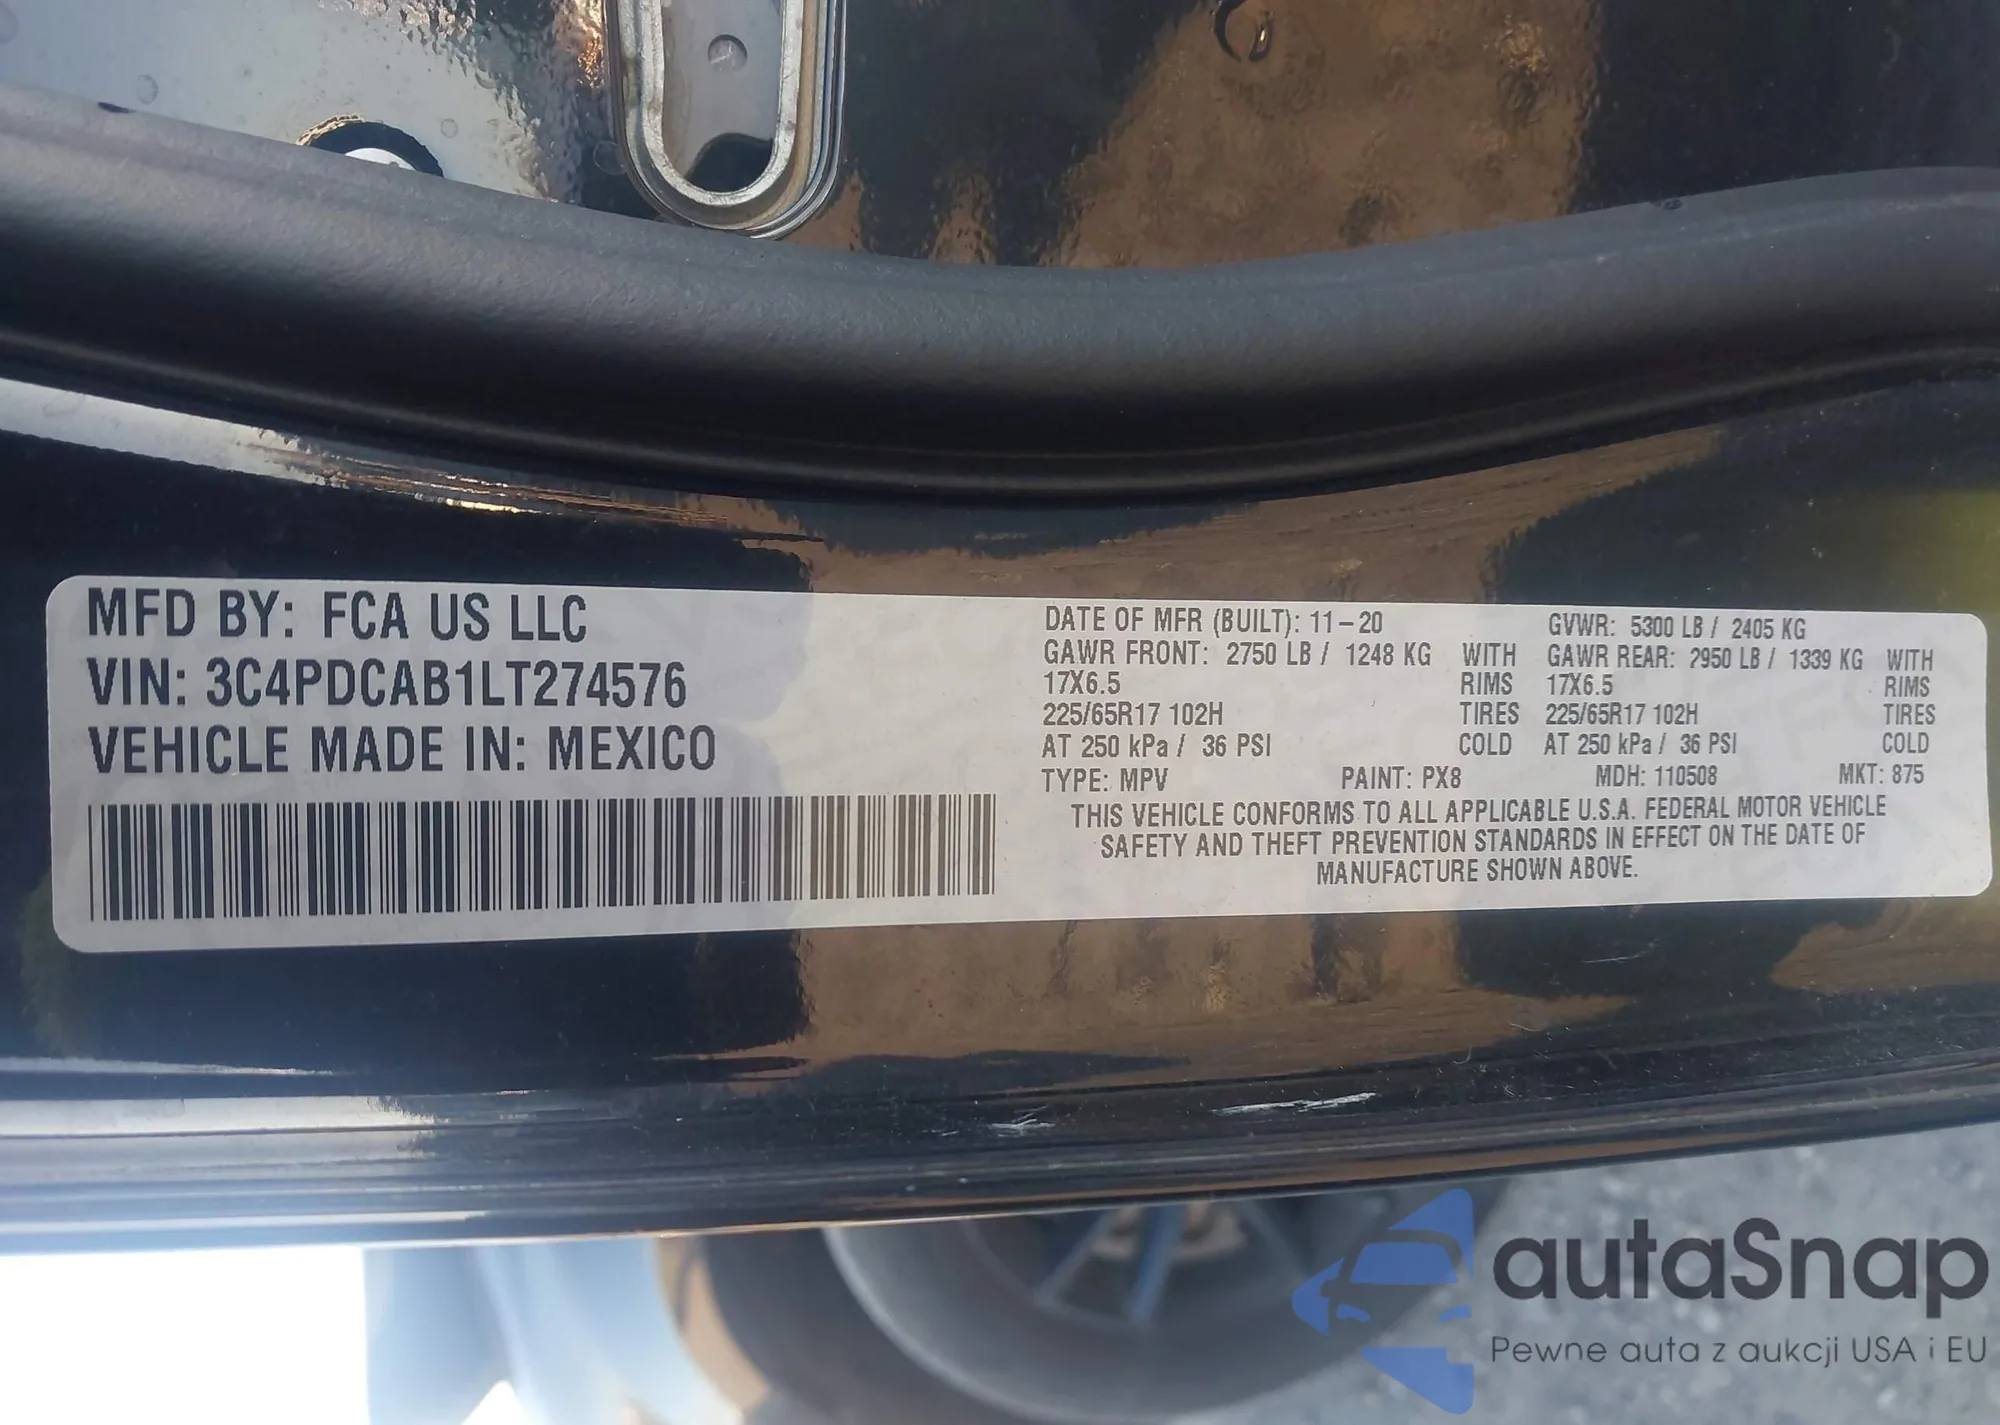 MFD BY: FCA US LLC
VIN: 3C4PDCAB1LT274576
VEHICLE MADE IN: MEXICO
DATE OF MFR (BUILT): 11-20 GVWR: 5300 LB / 2405 KG
GAWR FRONT: 2750 LB / 1248 KG WITH GAWR REAR: 2950 LB / 1339 KG WITH
17X6.5 RIMS 17X6.5 RIMS
225/65R17 102H TIRES 225/65R17 102H TIRES
AT 250 kPa / 36 PSI COLD AT 250 kPa / 36 PSI COLD
TYPE: MPV PAINT: PX8 MDH: 110508 MKT: 875
THIS VEHICLE CONFORMS TO ALL APPLICABLE U.S.A. FEDERAL MOTOR VEHICLE
SAFETY AND THEFT PREVENTION STANDARDS IN EFFECT ON THE DATE OF
MANUFACTURE SHOWN ABOVE.
autaSnap
Pewne auta z aukcji USA i EU